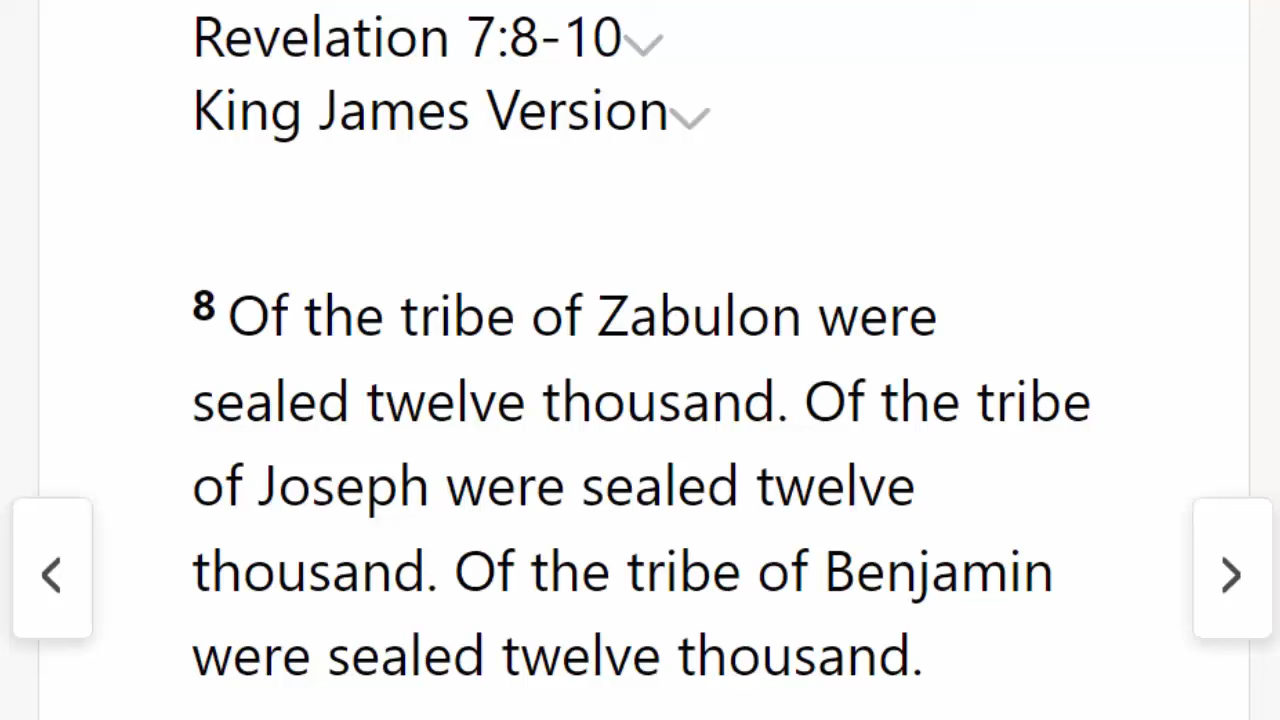 Revelation 7:8-10
King James Version
8 Of the tribe of Zabulon were
sealed twelve thousand. Of the tribe
of Joseph were sealed twelve
thousand. Of the tribe of Benjamin
were sealed twelve thousand.